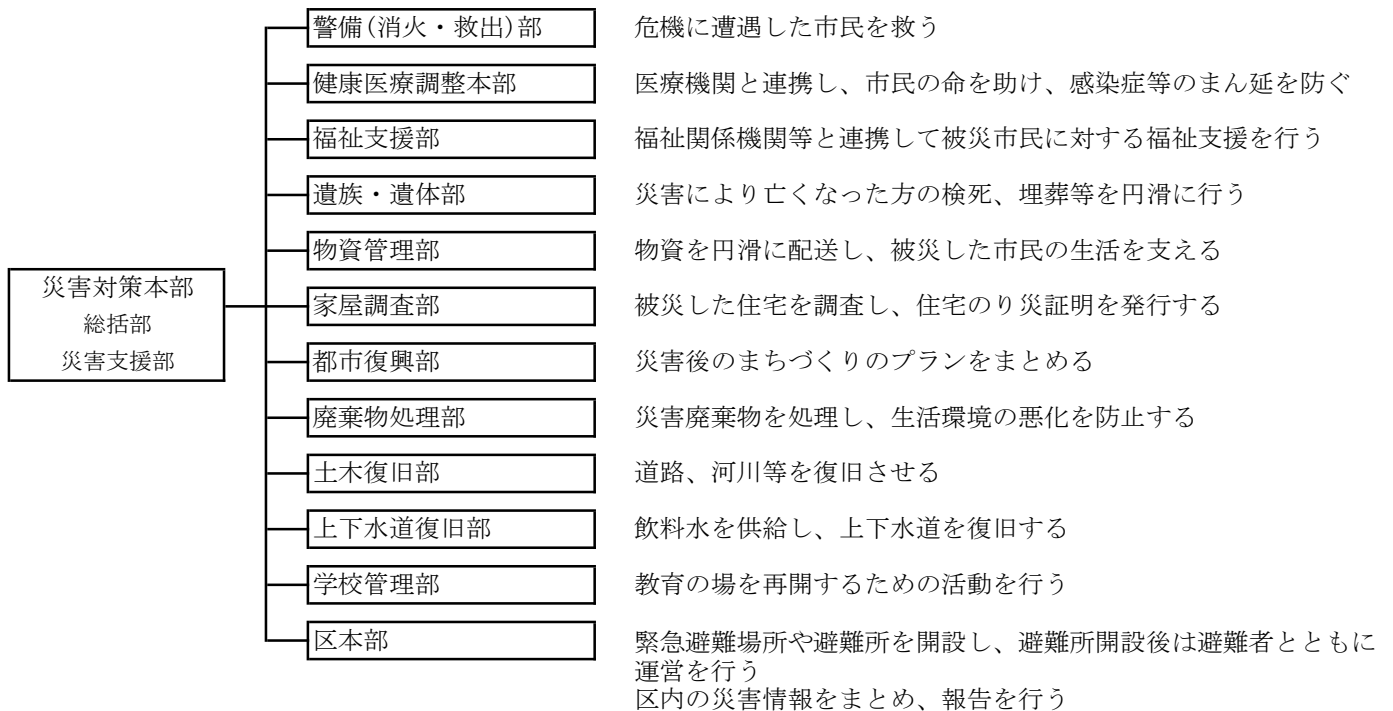 警備(消火・救出)部 危機に遭遇した市民を救う
健康医療調整本部 医療機関と連携し、市民の命を助け、感染症等のまん延を防ぐ
福祉支援部 福祉関係機関等と連携して被災市民に対する福祉支援を行う
遺族・遺体部 災害により亡くなった方の検死、埋葬等を円滑に行う
物資管理部 物資を円滑に配送し、被災した市民の生活を支える
災害対策本部
総括部
災害支援部
家屋調査部 被災した住宅を調査し、住宅のり災証明を発行する
都市復興部 災害後のまちづくりのプランをまとめる
廃棄物処理部 災害廃棄物を処理し、生活環境の悪化を防止する
土木復旧部 道路、河川等を復旧させる
上下水道復旧部 飲料水を供給し、上下水道を復旧する
学校管理部 教育の場を再開するための活動を行う
区本部 緊急避難場所や避難所を開設し、避難所開設後は避難者とともに
運営を行う
区内の災害情報をまとめ、報告を行う